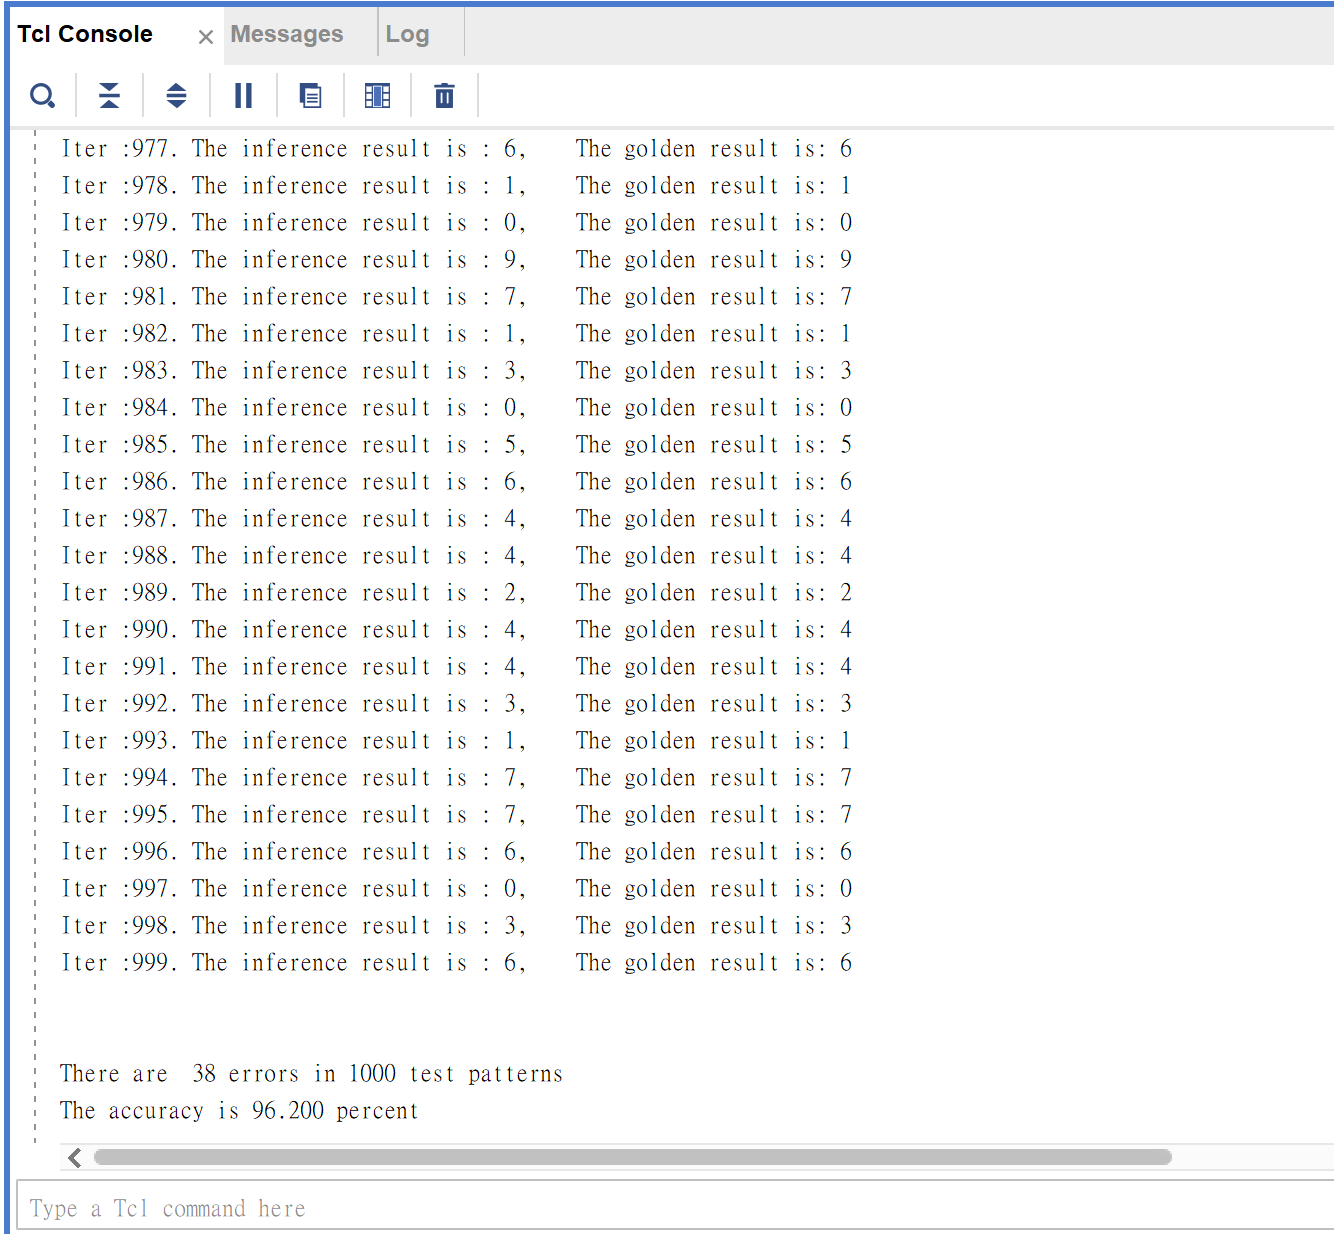 Tcl Console × Messages Log
Iter :977. The inference result is : 6, The golden result is: 6
Iter :978. The inference result is : 1, The golden result is: 1
Iter :979. The inference result is : 0, The golden result is: 0
Iter :980. The inference result is : 9, The golden result is: 9
Iter :981. The inference result is : 7, The golden result is: 7
Iter :982. The inference result is : 1, The golden result is: 1
Iter :983. The inference result is : 3, The golden result is: 3
Iter :984. The inference result is : 0, The golden result is: 0
Iter :985. The inference result is : 5, The golden result is: 5
Iter :986. The inference result is : 6, The golden result is: 6
Iter :987. The inference result is : 4, The golden result is: 4
Iter :988. The inference result is : 4, The golden result is: 4
Iter :989. The inference result is : 2, The golden result is: 2
Iter :990. The inference result is : 4, The golden result is: 4
Iter :991. The inference result is : 4, The golden result is: 4
Iter :992. The inference result is : 3, The golden result is: 3
Iter :993. The inference result is : 1, The golden result is: 1
Iter :994. The inference result is : 7, The golden result is: 7
Iter :995. The inference result is : 7, The golden result is: 7
Iter :996. The inference result is : 6, The golden result is: 6
Iter :997. The inference result is : 0, The golden result is: 0
Iter :998. The inference result is : 3, The golden result is: 3
Iter :999. The inference result is : 6, The golden result is: 6
There are 38 errors in 1000 test patterns
The accuracy is 96.200 percent
Type a Tcl command here